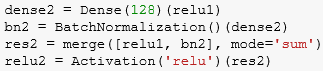 dense2 = Dense(128)(relu1)
bn2 = BatchNormalization()(dense2)
res2 = merge([relu1, bn2], mode='sum')
relu2 = Activation('relu')(res2)